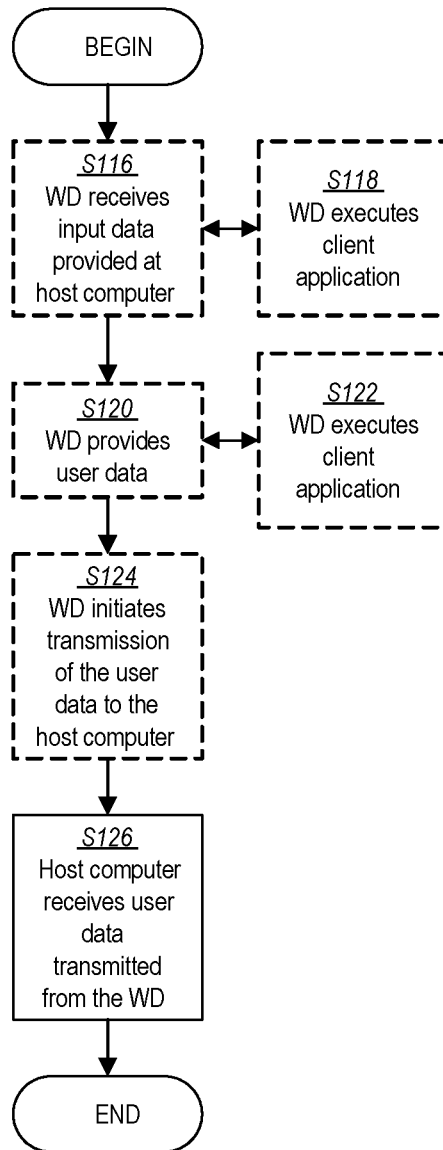 BEGIN
S116
WD receives
input data
provided at
host computer
S118
WD executes
client
application
S120
WD provides
user data
S122
WD executes
client
application
S124
WD initiates
transmission
of the user
data to the
host computer
S126
Host computer
receives user
data
transmitted
from the WD
END